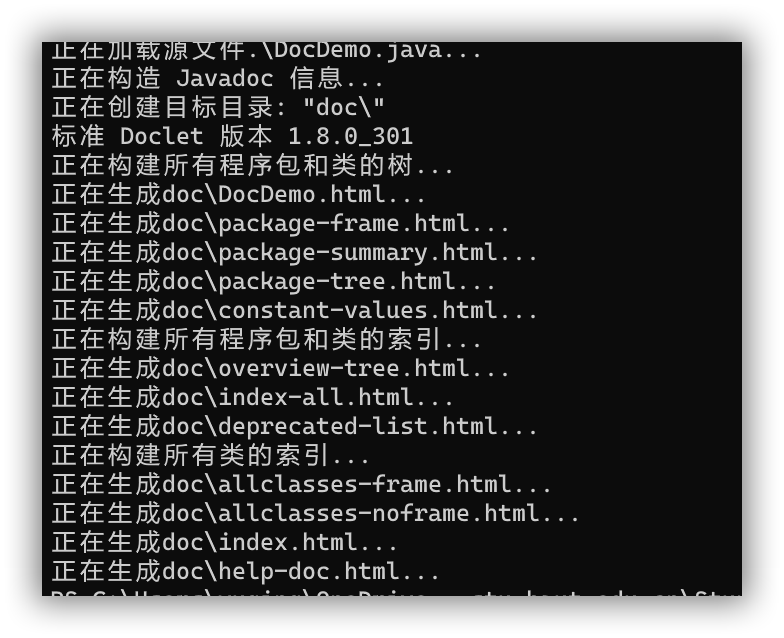 正在加载源文件.\DocDemo.java...
正在构造 Javadoc 信息...
正在创建目标目录: "doc\"
标准 Doclet 版本 1.8.0_301
正在构建所有程序包和类的树...
正在生成doc\DocDemo.html...
正在生成doc\package-frame.html...
正在生成doc\package-summary.html...
正在生成doc\package-tree.html...
正在生成doc\constant-values.html...
正在构建所有程序包和类的索引...
正在生成doc\overview-tree.html...
正在生成doc\index-all.html...
正在生成doc\deprecated-list.html...
正在构建所有类的索引...
正在生成doc\allclasses-frame.html...
正在生成doc\allclasses-noframe.html...
正在生成doc\index.html...
正在生成doc\help-doc.html...